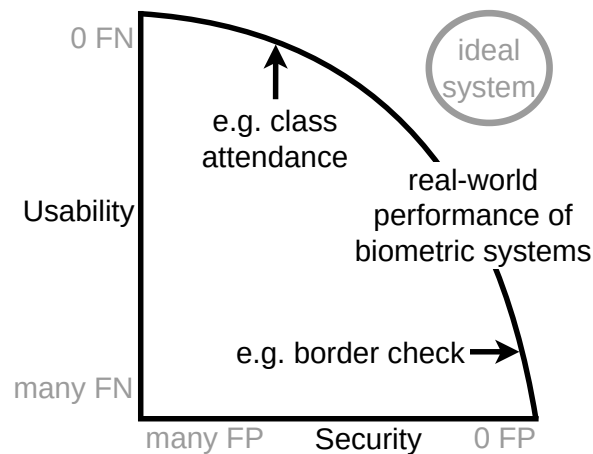 0 FN
ideal
system
e.g. class
attendance
real-world
performance of
biometric systems
Usability
e.g. border check
many FN
many FP
Security
0 FP